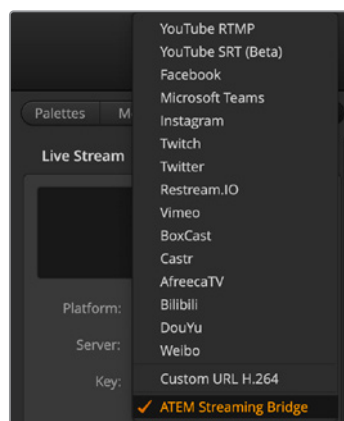 YouTube RTMP
YouTube SRT (Beta)
Facebook
Microsoft Teams
Palettes
Instagram
Twitch
Live Stream
Twitter
Restream.IO
Vimeo
BoxCast
Castr
AfreecaTV
Platform:
Bilibili
DouYu
Server:
Weibo
Key:
Custom URL H.264
ATEM Streaming Bridge